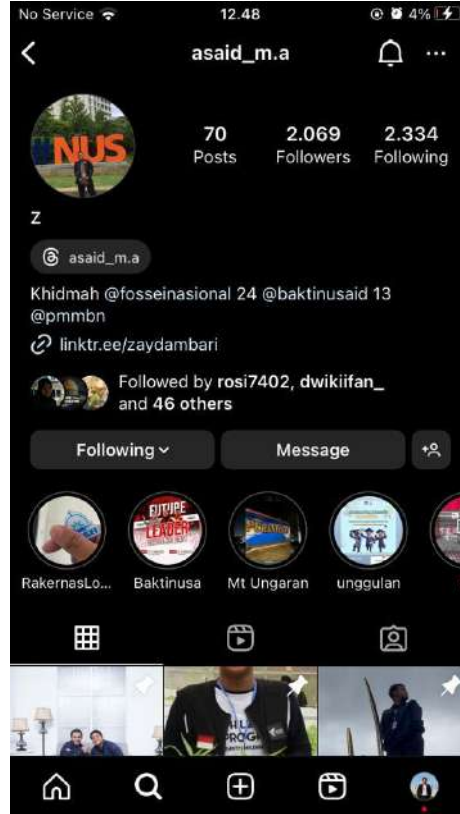 No Service 12.48 4%
asaid_m.a
NUS
70 2.069 2.334
Posts Followers Following
Z
asaid_m.a
Khidmah @fosseinasional 24 @baktinusaid 13
@pmmbn
linktr.ee/zaydambari
Followed by rosi7402, dwikiifan_
and 46 others
Following Message
FUTURE
LEADER
RakernasLo... Baktinusa Mt Ungaran unggulan